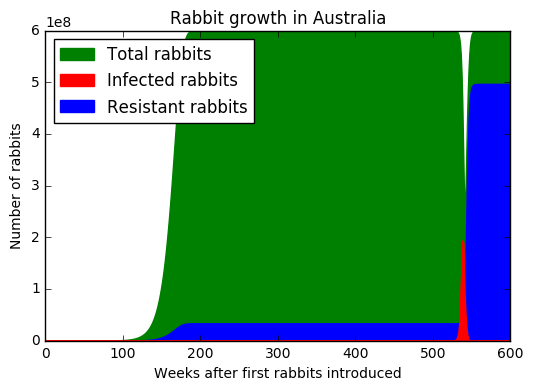 Rabbit growth in Australia
1e8
6
5
4
3
2
1
0
Number of rabbits
Total rabbits
Infected rabbits
Resistant rabbits
0 100 200 300 400 500 600
Weeks after first rabbits introduced